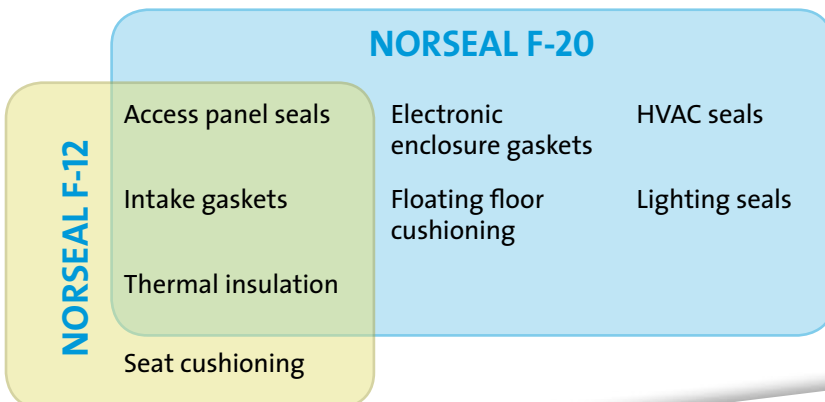 NORSEAL F-20
NORSEAL F-12
Access panel seals
Electronic
enclosure gaskets
HVAC seals
Intake gaskets
Floating floor
cushioning
Lighting seals
Thermal insulation
Seat cushioning